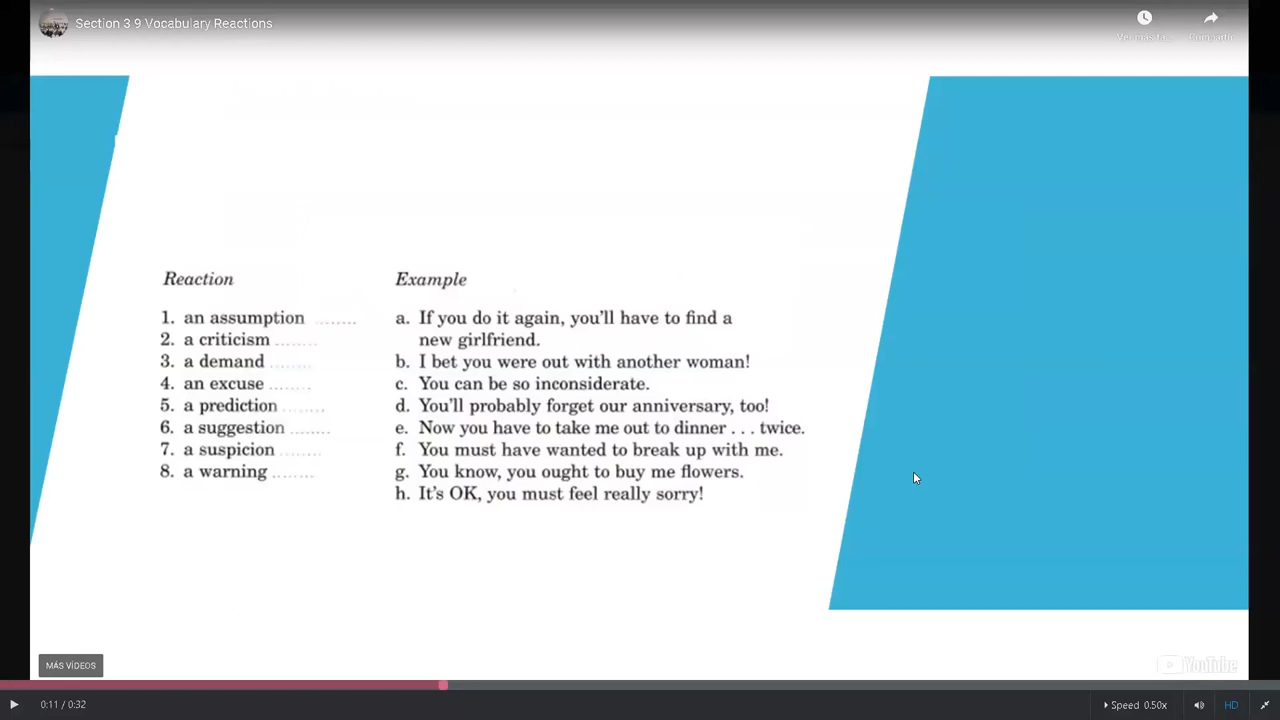 Section 3 9 Vocabulary Reactions
Reaction
1. an assumption ........
2. a criticism ........
3. a demand ........
4. an excuse ........
5. a prediction ........
6. a suggestion ........
7. a suspicion ........
8. a warning ........
Example
a. If you do it again, you'll have to find a
new girlfriend.
b. I bet you were out with another woman!
c. You can be so inconsiderate.
d. You'll probably forget our anniversary, too!
e. Now you have to take me out to dinner . . . twice.
f. You must have wanted to break up with me.
g. You know, you ought to buy me flowers.
h. It's OK, you must feel really sorry!
MÁS VÍDEOS
YouTube
0:11 / 0:32
Speed 0.50x
HD